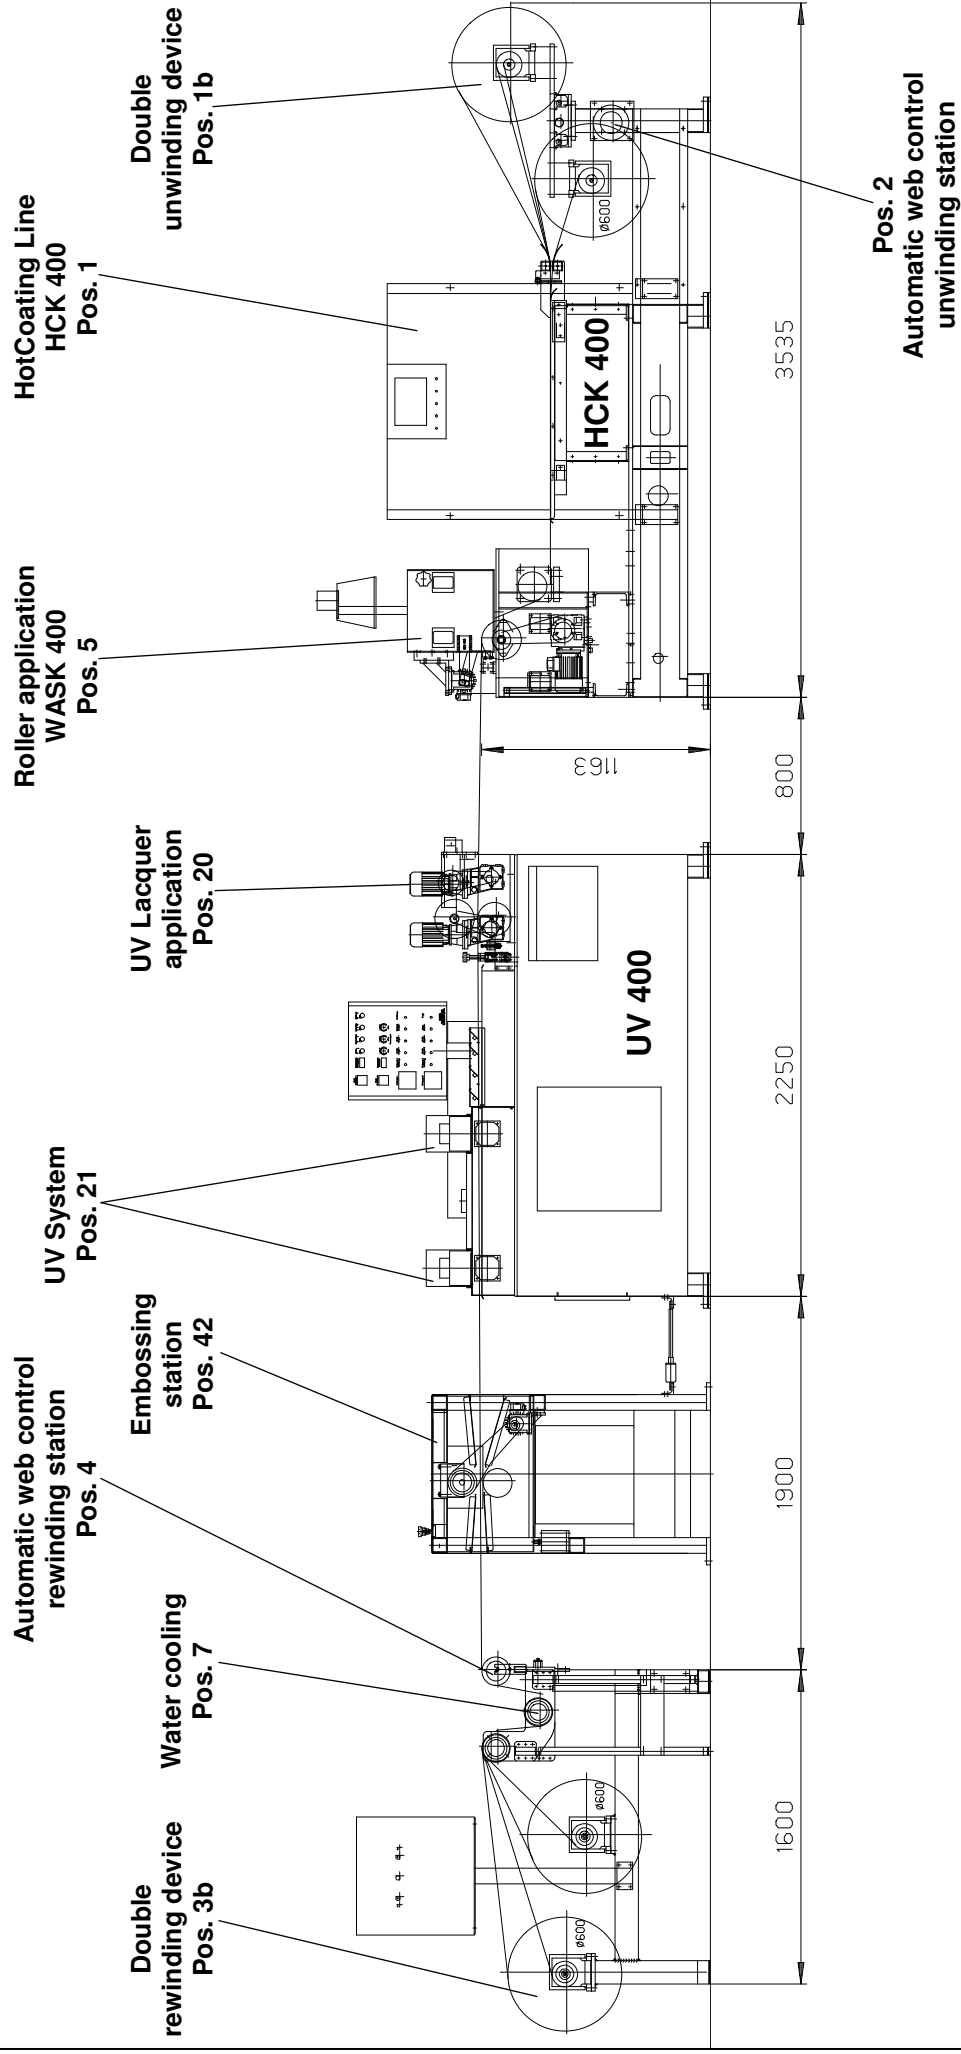 Automatic web control
rewinding station
Pos. 4
HotCoating Line
HCK 400
Pos. 1
Roller application
WASK 400
Pos. 5
UV System
Pos. 21
Double
rewinding device
Pos. 3b
Water cooling
Pos. 7
Embossing
station
Pos. 42
UV Lacquer
application
Pos. 20
Double
unwinding device
Pos. 1b
Ø600
Ø600
Ø600
UV 400
HCK 400
1163
1600
1900
2250
800
3535
Pos. 2
Automatic web control
unwinding station